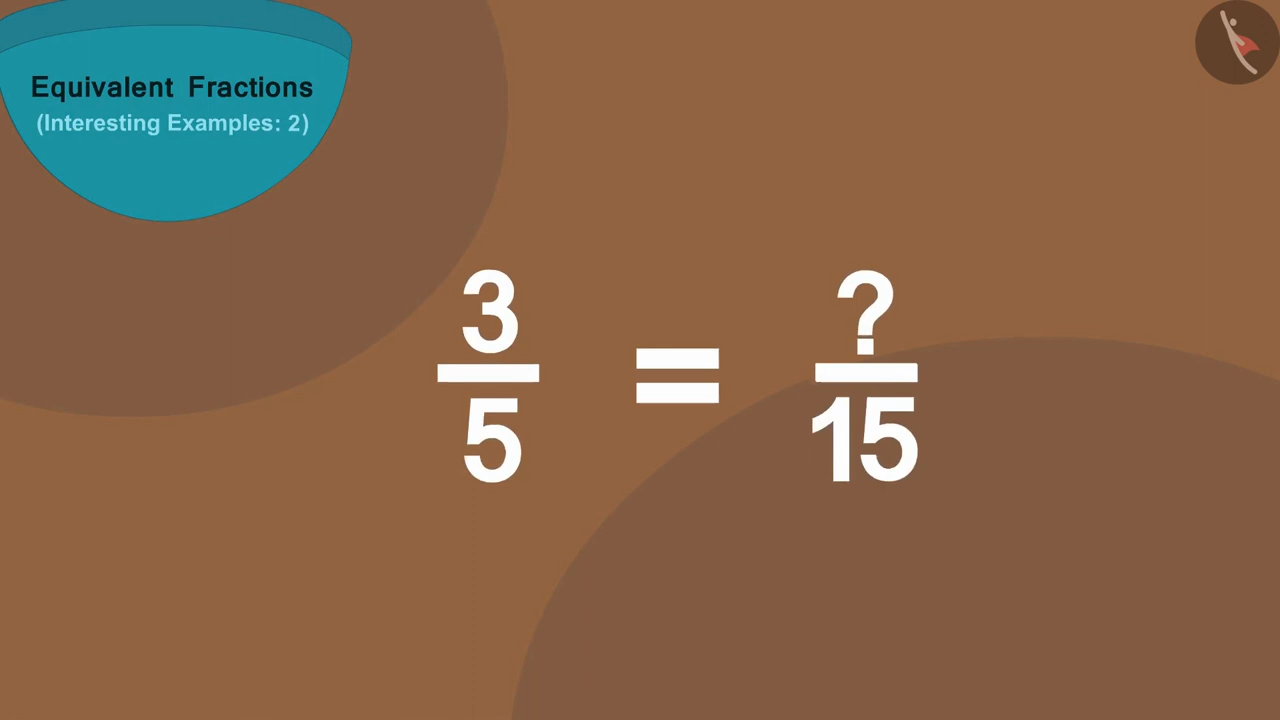 Equivalent Fractions
(Interesting Examples: 2)
3/5 = ?/15